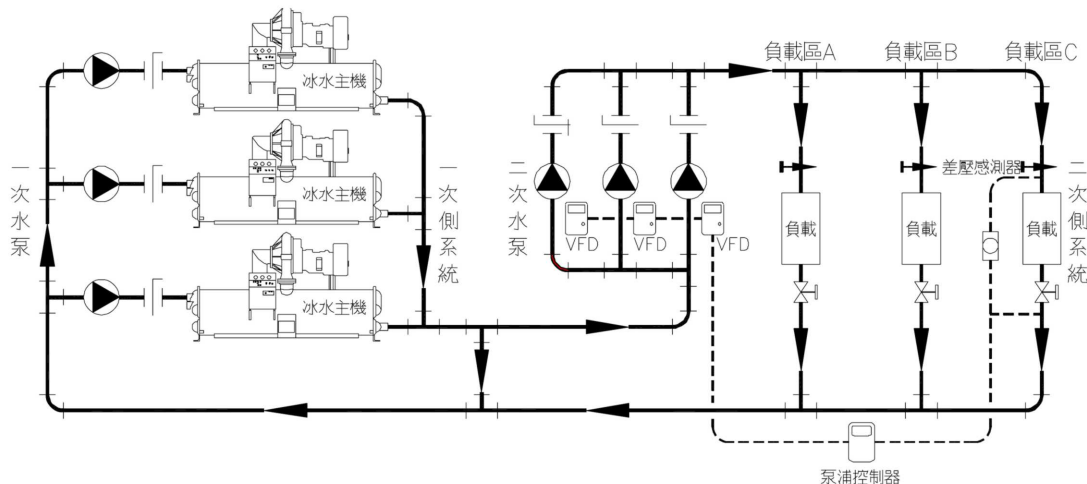 一次水泵
冰水主機
冰水主機
冰水主機
一次側系統
二次水泵
VFD
VFD
VFD
負載區A
負載區B
負載區C
差壓感測器
負載
負載
負載
二次側系統
泵浦控制器